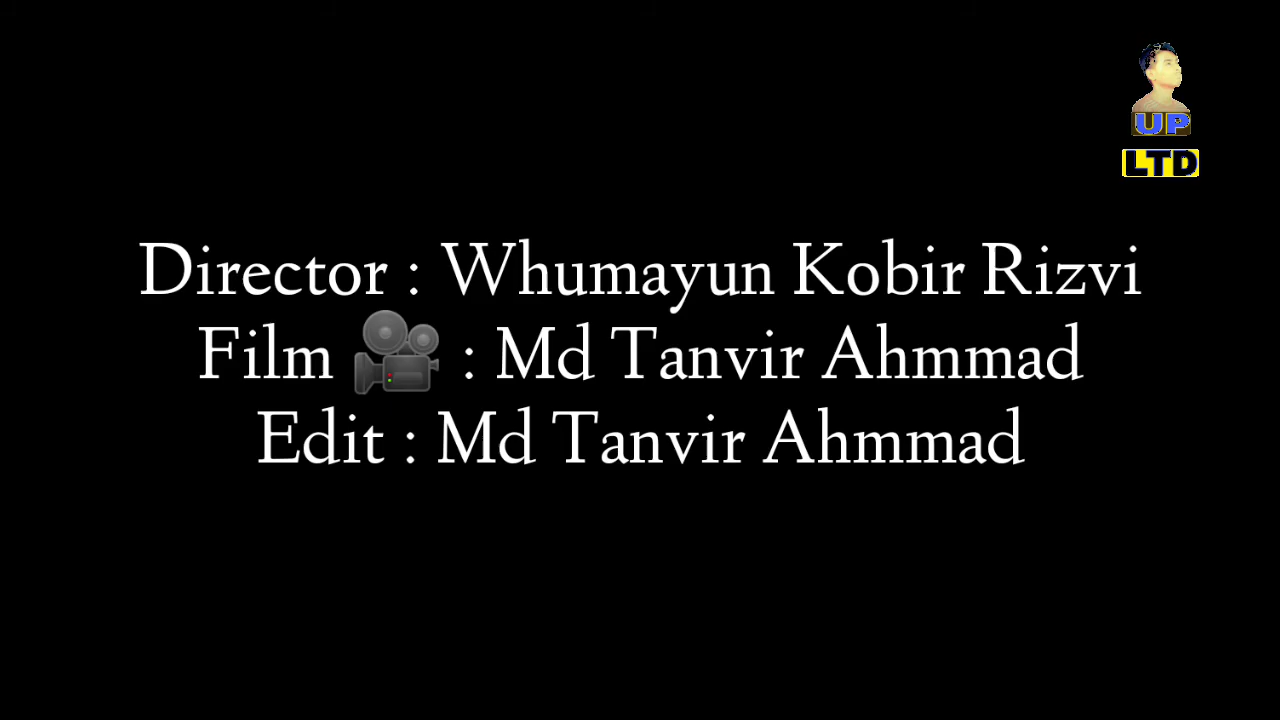 UP
LTD
Director : Whumayun Kobir Rizvi
Film 🎥 : Md Tanvir Ahmmad
Edit : Md Tanvir Ahmmad